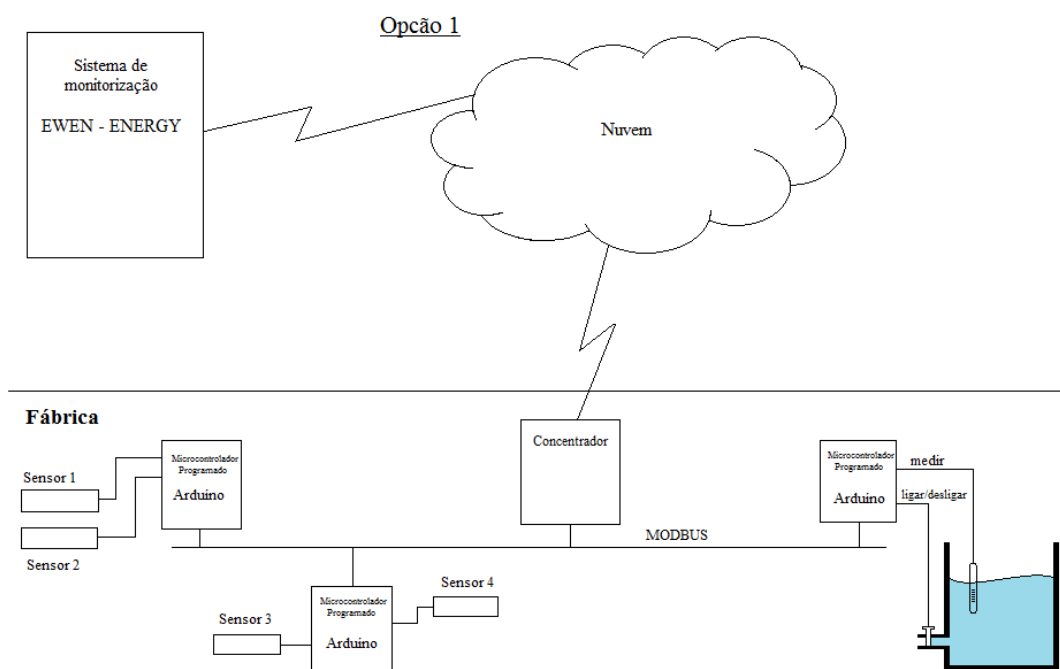 Opcão 1
Sistema de
monitorização
EWEN - ENERGY
Nuvem
Fábrica
Microcontrolador
Programado
Arduino
Sensor 1
Sensor 2
Concentrador
Microcontrolador
Programado
Arduino
medir
ligar/desligar
MODBUS
Microcontrolador
Programado
Arduino
Sensor 3
Sensor 4